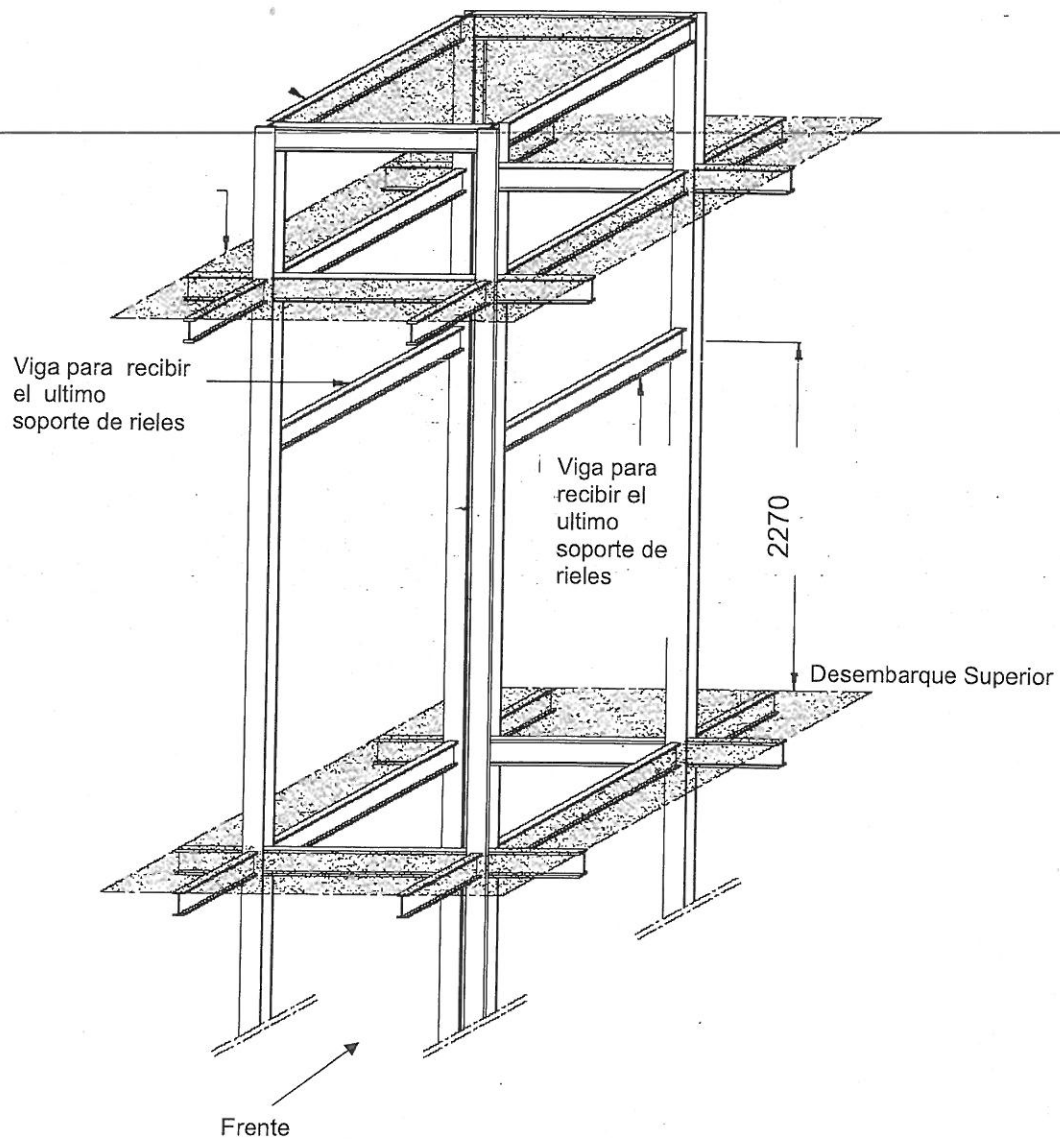 Viga para recibir
el ultimo
soporte de rieles
Viga para
recibir el
ultimo
soporte de
rieles
2270
Desembarque Superior
Frente